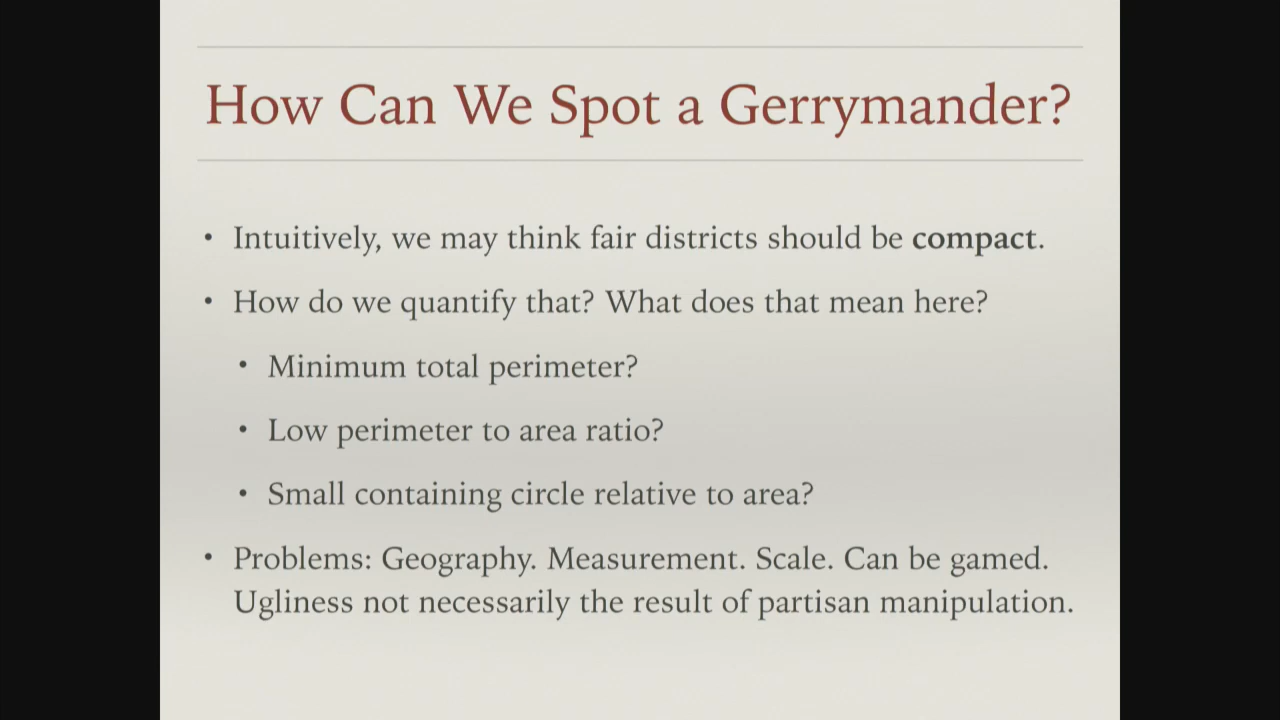 How Can We Spot a Gerrymander?
• Intuitively, we may think fair districts should be compact.
• How do we quantify that? What does that mean here?
• Minimum total perimeter?
• Low perimeter to area ratio?
• Small containing circle relative to area?
• Problems: Geography. Measurement. Scale. Can be gamed.
Ugliness not necessarily the result of partisan manipulation.